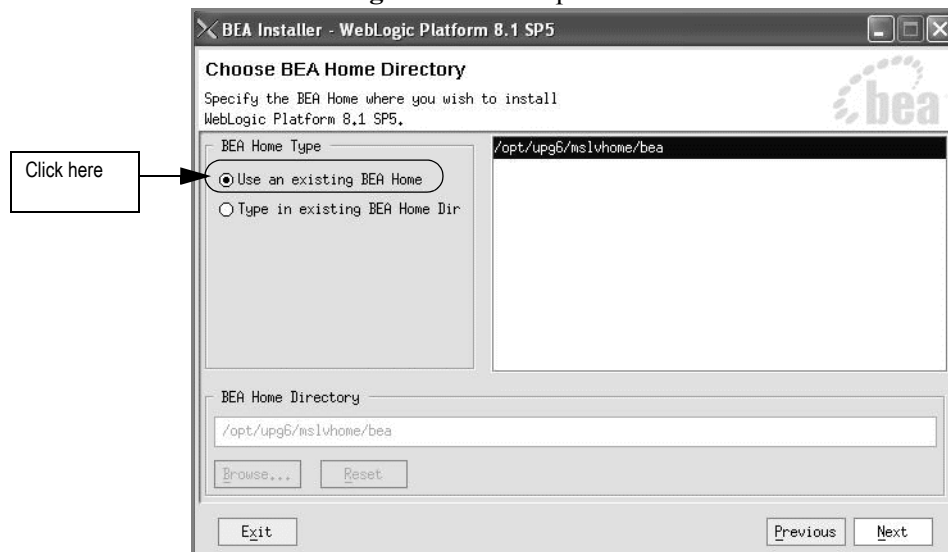 BEA Installer - WebLogic Platform 8.1 SP5
Choose BEA Home Directory
Specify the BEA Home where you wish to install
WebLogic Platform 8.1 SP5.
bea
BEA Home Type
Use an existing BEA Home
Type in existing BEA Home Dir
/opt/upg6/mslvhome/bea
Click here
BEA Home Directory
/opt/upg6/mslvhome/bea
Browse...
Reset
Exit
Previous
Next